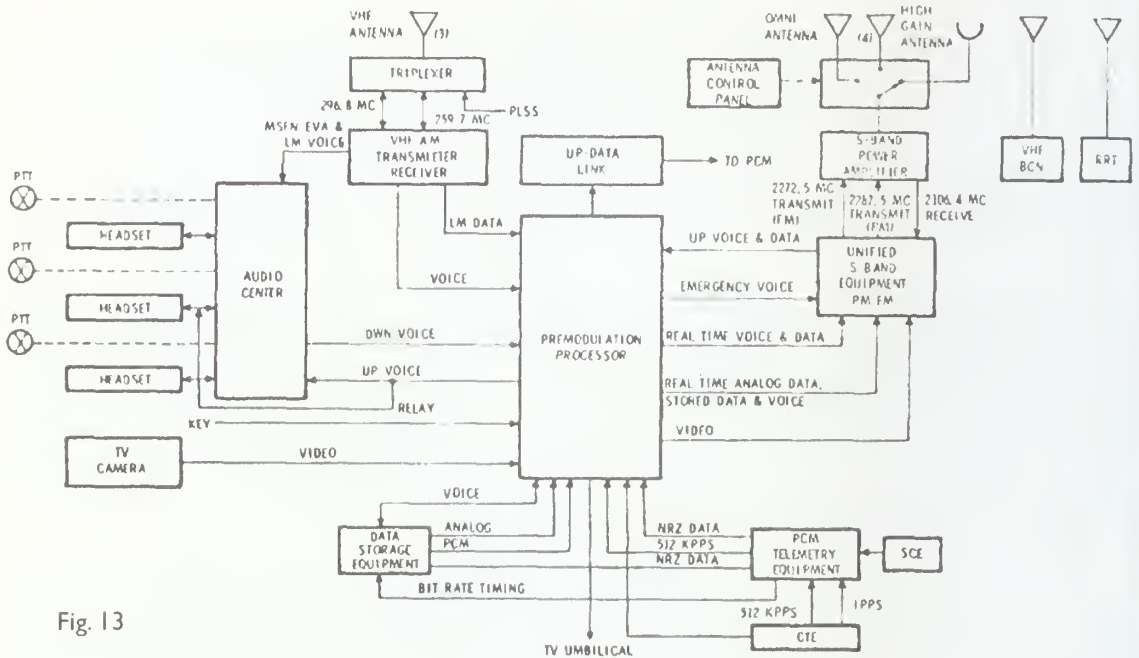 VHF
ANTENNA
(3)
TRIPLEXER
296.8 MC
259.7 MC
PLSS
MSFN EVA &
LM VOICE
VHF AM
TRANSMITTER
RECEIVER
LM DATA
VOICE
UP-DATA
LINK
TO PCM
OMNI
ANTENNA
(4)
HIGH
GAIN
ANTENNA
ANTENNA
CONTROL
PANEL
S-BAND
POWER
AMPLIFIER
VHF
BCN
RRT
2272.5 MC
TRANSMIT
(FM)
2287.5 MC
TRANSMIT
(PM)
2106.4 MC
RECEIVE
UP VOICE & DATA
UNIFIED
S BAND
EQUIPMENT
PM FM
EMERGENCY VOICE
REAL TIME VOICE & DATA
REAL TIME ANALOG DATA,
STORED DATA & VOICE
VIDEO
PTT
HEADSET
PTT
HEADSET
PTT
HEADSET
AUDIO
CENTER
DWN VOICE
UP VOICE
RELAY
KEY
PREMODULATION
PROCESSOR
TV
CAMERA
VIDEO
VOICE
ANALOG
PCM
DATA
STORAGE
EQUIPMENT
NRZ DATA
512 KPPS
NRZ DATA
BIT RATE TIMING
PCM
TELEMETRY
EQUIPMENT
SCE
512 KPPS
1PPS
CTE
TV UMBILICAL
Fig. 13